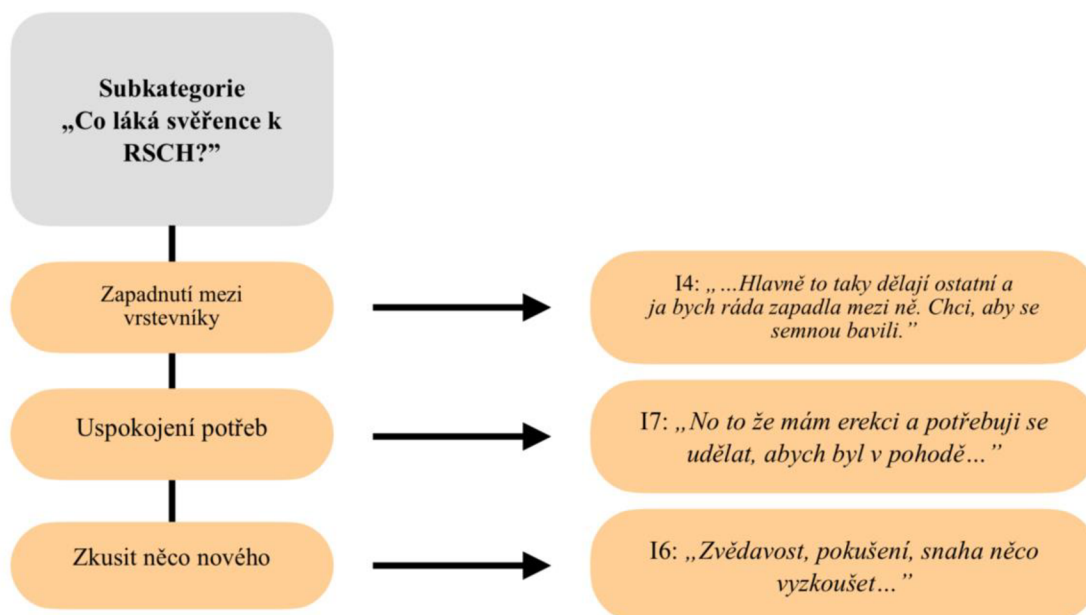 Subkategorie
„Co láká svěřence k
RSCH?”
Zapadnutí mezi
vrstevníky
I4: „…Hlavně to taky dělají ostatní a
ja bych ráda zapadla mezi ně. Chci, aby se
semnou bavili.”
Uspokojení potřeb
I7: „No to že mám erekci a potřebuji se
udělat, abych byl v pohodě…”
Zkusit něco nového
I6: „Zvědavost, pokušení, snaha něco
vyzkoušet…”